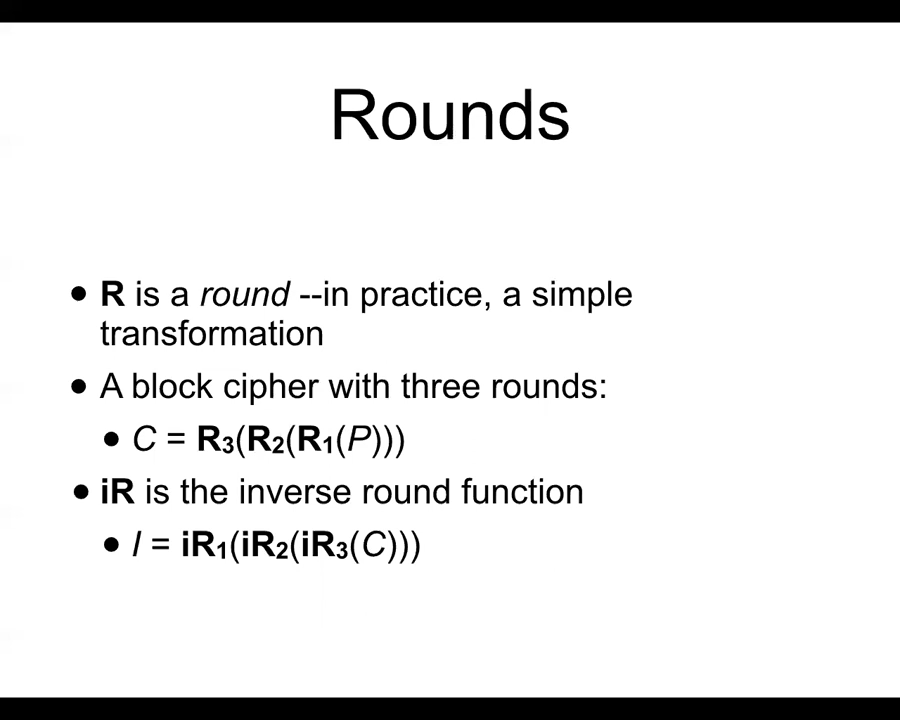 Rounds
• R is a round --in practice, a simple
transformation
• A block cipher with three rounds:
• C = R₃(R₂(R₁(P)))
• iR is the inverse round function
• I = iR₁(iR₂(iR₃(C)))